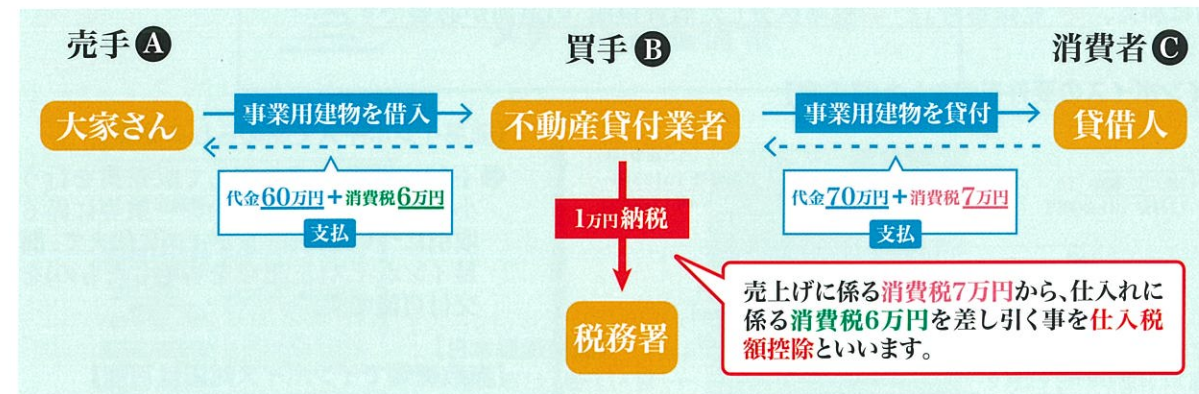 売手A
買手B
消費者C
大家さん
事業用建物を借入
不動産貸付業者
事業用建物を貸付
貸借人
代金60万円+消費税6万円
支払
1万円納税
代金70万円+消費税7万円
支払
税務署
売上げに係る消費税7万円から、仕入れに
係る消費税6万円を差し引く事を仕入税
額控除といいます。